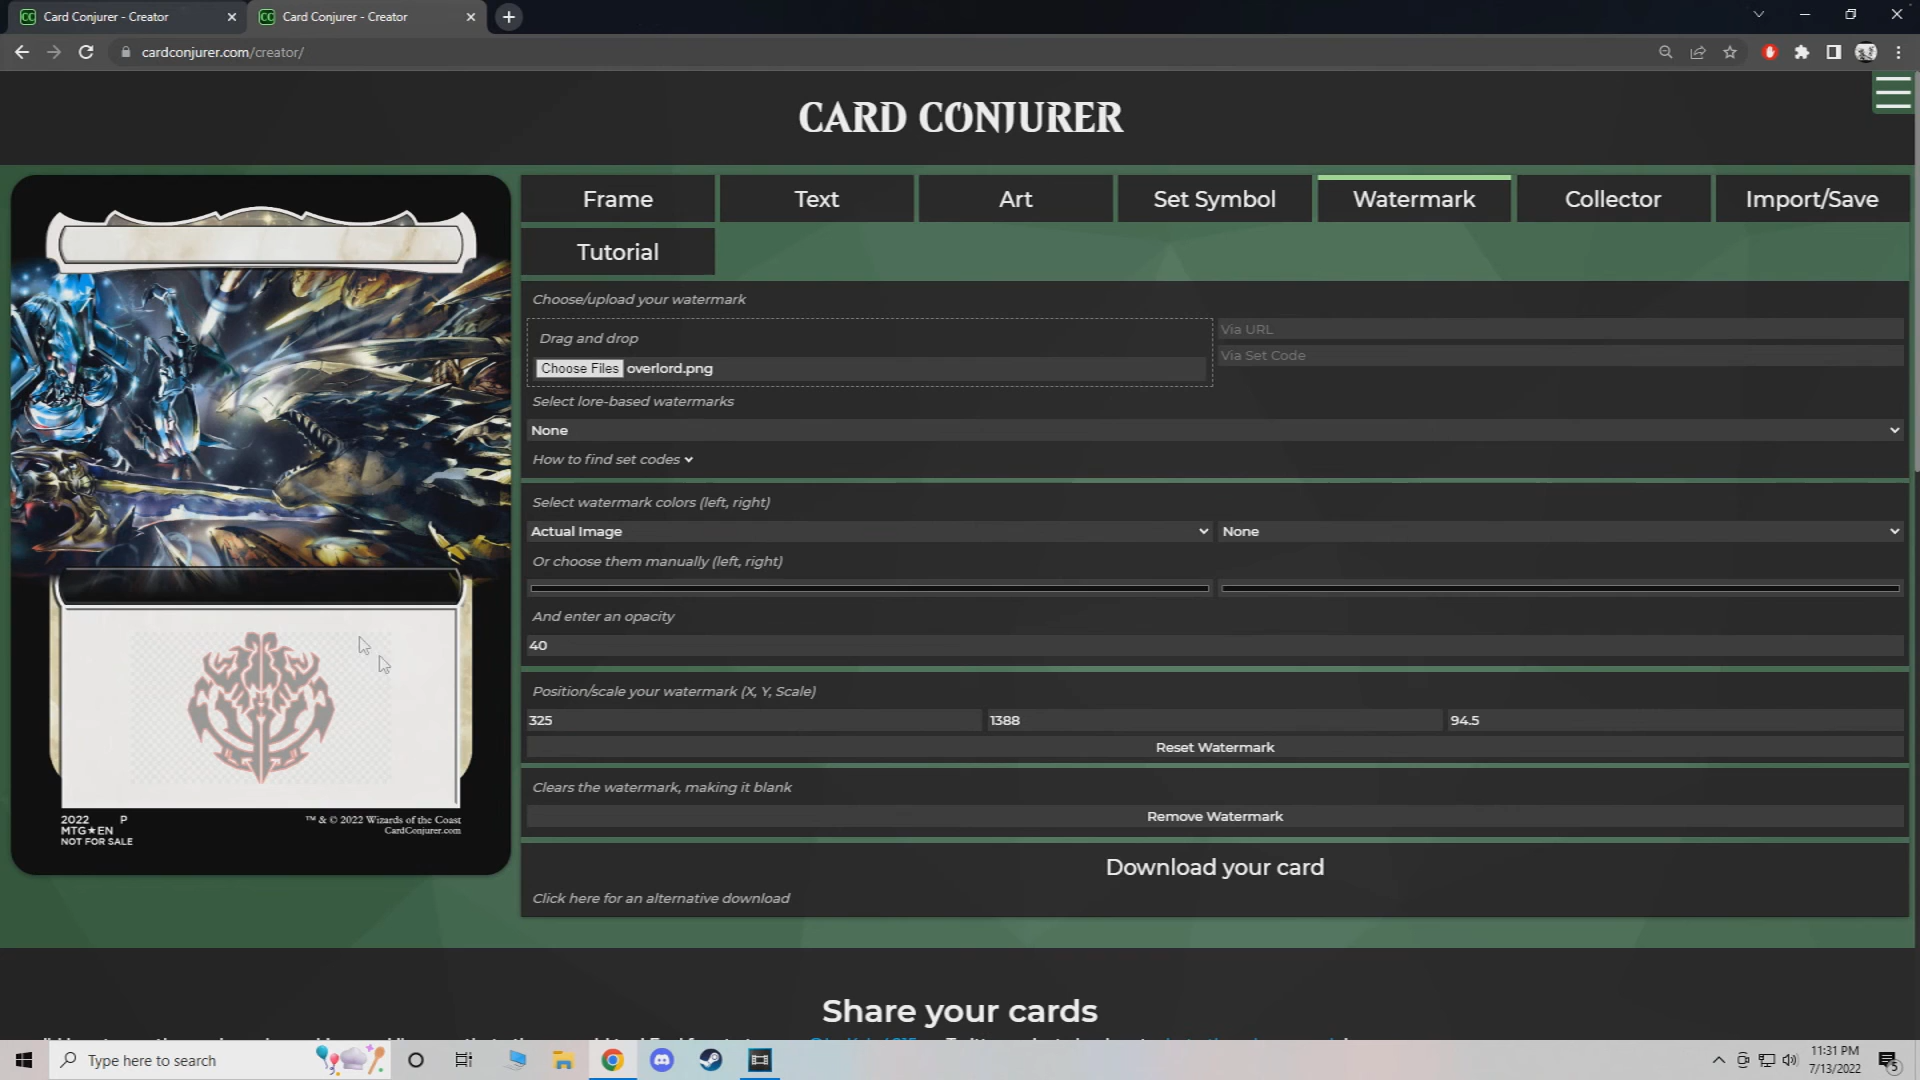 Card Conjurer - Creator
Card Conjurer - Creator
cardconjurer.com/creator/
CARD CONJURER
Frame
Text
Art
Set Symbol
Watermark
Collector
Import/Save
Tutorial
Choose/upload your watermark
Drag and drop
Choose Files overlord.png
Via URL
Via Set Code
Select lore-based watermarks
None
How to find set codes
Select watermark colors (left, right)
Actual Image
None
Or choose them manually (left, right)
And enter an opacity
40
Position/scale your watermark (X, Y, Scale)
325
1388
94.5
Reset Watermark
Clears the watermark, making it blank
Remove Watermark
Download your card
Click here for an alternative download
2022 P
MTG★EN
NOT FOR SALE
™ & © 2022 Wizards of the Coast
CardConjurer.com
Share your cards
Type here to search
11:31 PM
7/13/2022
5